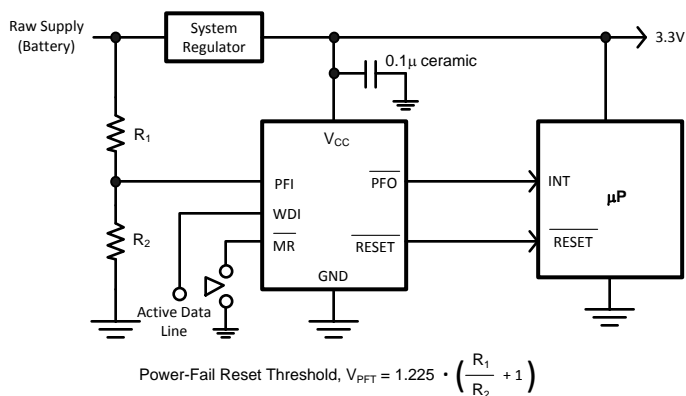 Raw Supply
(Battery)
System
Regulator
3.3V
0.1µ ceramic
R1
VCC
PFI
PFO
INT
µP
WDI
R2
MR
RESET
RESET
GND
Active Data
Line
Power-Fail Reset Threshold, VPFT = 1.225 • (R1/R2 + 1)